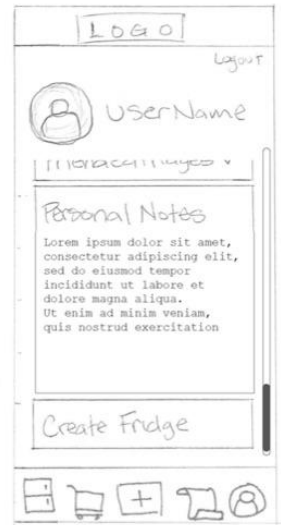 LOGO
Logout
UserName
Personal Notes
Lorem ipsum dolor sit amet,
consectetur adipiscing elit,
sed do eiusmod tempor
incididunt ut labore et
dolore magna aliqua.
Ut enim ad minim veniam,
quis nostrud exercitation
Create Fridge